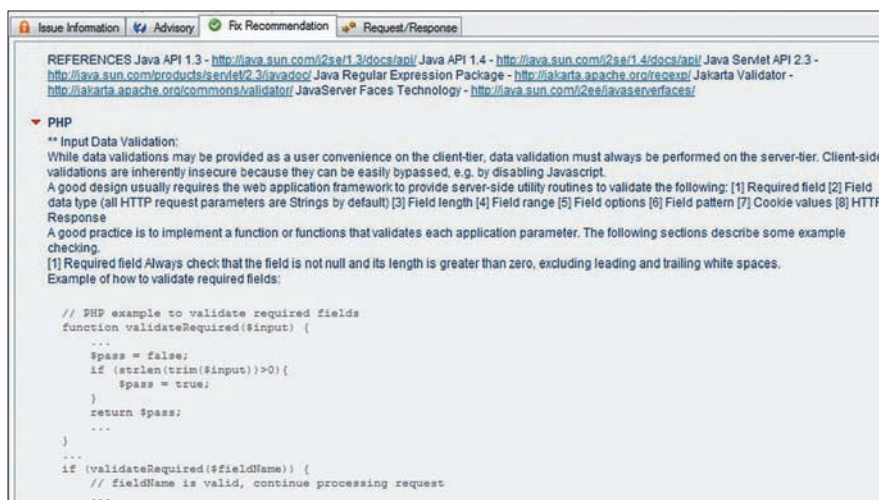 Issue Information Advisory Fix Recommendation Request/Response
REFERENCES Java API 1.3 - http://java.sun.com/j2se/1.3/docs/api/ Java API 1.4 - http://java.sun.com/j2se/1.4/docs/api/ Java Servlet API 2.3 -
http://java.sun.com/products/servlet/2.3/javadoc/ Java Regular Expression Package - http://jakarta.apache.org/regexp/ Jakarta Validator -
http://jakarta.apache.org/commons/validator/ JavaServer Faces Technology - http://java.sun.com/j2ee/javaserverfaces/
PHP
** Input Data Validation:
While data validations may be provided as a user convenience on the client-tier, data validation must always be performed on the server-tier. Client-side
validations are inherently insecure because they can be easily bypassed, e.g. by disabling Javascript.
A good design usually requires the web application framework to provide server-side utility routines to validate the following: [1] Required field [2] Field
data type (all HTTP request parameters are Strings by default) [3] Field length [4] Field range [5] Field options [6] Field pattern [7] Cookie values [8] HTTP
Response
A good practice is to implement a function or functions that validates each application parameter. The following sections describe some example
checking.
[1] Required field Always check that the field is not null and its length is greater than zero, excluding leading and trailing white spaces.
Example of how to validate required fields:
// PHP example to validate required fields
function validateRequired($input) {
...
$pass = false;
if (strlen(trim($input))>0){
$pass = true;
}
return $pass;
...
}
...
if (validateRequired($fieldName)) {
// fieldName is valid, continue processing request
...